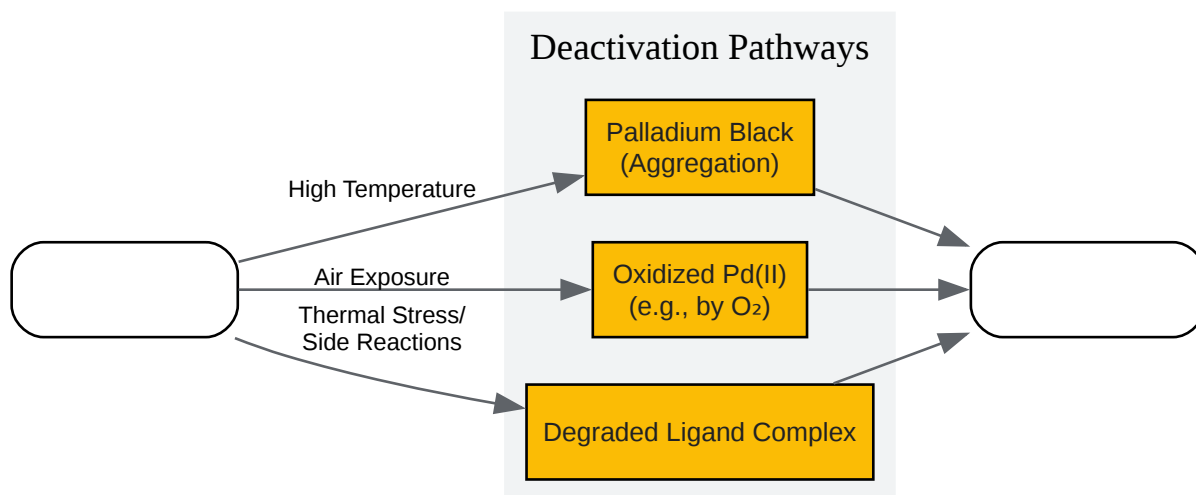 Deactivation Pathways
Palladium Black
(Aggregation)
High Temperature
Air Exposure
Oxidized Pd(II)
(e.g., by O₂)
Thermal Stress/
Side Reactions
Degraded Ligand Complex